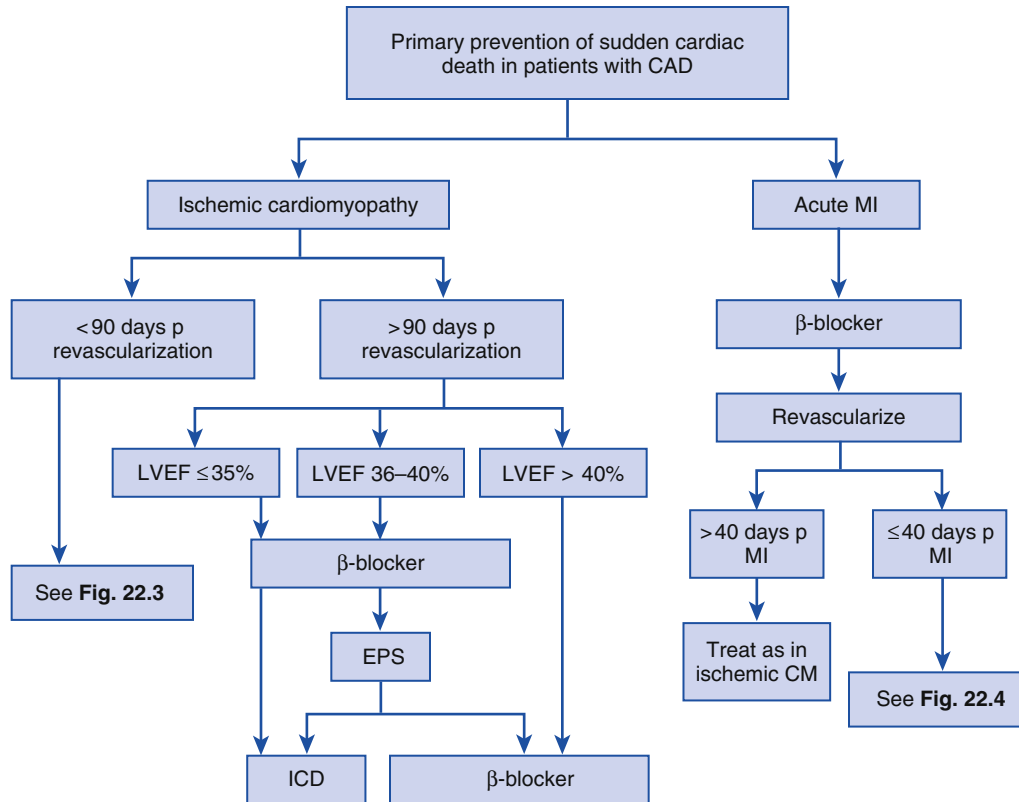 Primary prevention of sudden cardiac
death in patients with CAD
Ischemic cardiomyopathy
Acute MI
<90 days p
revascularization
>90 days p
revascularization
β-blocker
Revascularize
LVEF ≤35%
LVEF 36–40%
LVEF > 40%
>40 days p
MI
≤40 days p
MI
β-blocker
See Fig. 22.3
EPS
Treat as in
ischemic CM
See Fig. 22.4
ICD
β-blocker